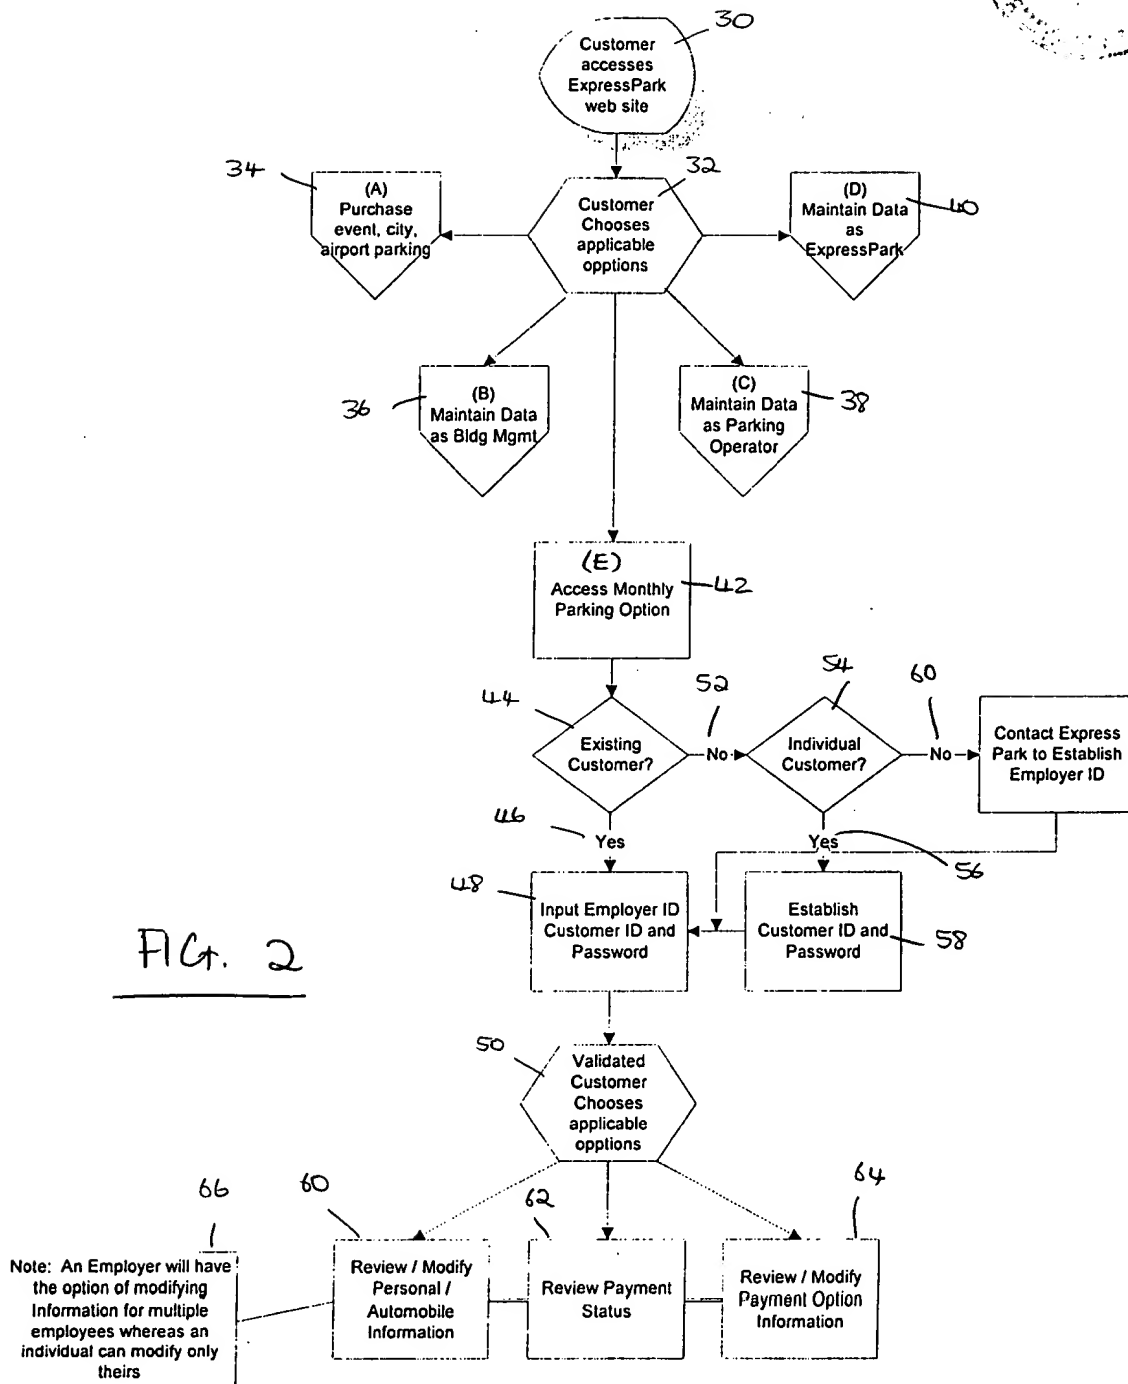 30
Customer
accesses
ExpressPark
web site
34
(A)
Purchase
event, city,
airport parking
32
Customer
Chooses
applicable
opptions
(D)
Maintain Data
as
ExpressPark
40
36
(B)
Maintain Data
as Bldg Mgmt
(C)
Maintain Data
as Parking
Operator
38
(E)
Access Monthly
Parking Option
42
44
Existing
Customer?
52
No
54
Individual
Customer?
60
No
Contact Express
Park to Establish
Employer ID
46
Yes
Yes
56
48
Input Employer ID
Customer ID and
Password
Establish
Customer ID and
Password
58
FIG. 2
50
Validated
Customer
Chooses
applicable
opptions
66
Note: An Employer will have
the option of modifying
Information for multiple
employees whereas an
individual can modify only
theirs
60
Review / Modify
Personal /
Automobile
Information
62
Review Payment
Status
64
Review / Modify
Payment Option
Information